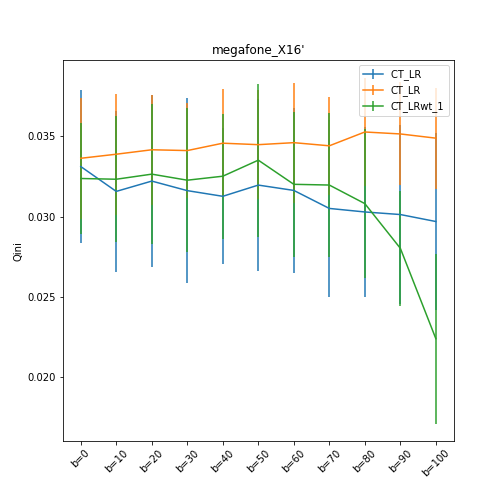 megafone_X16'
CT_LR
CT_LR
CT_LRwt_1
Qini
0.035
0.030
0.025
0.020
b=0
b=10
b=20
b=30
b=40
b=50
b=60
b=70
b=80
b=90
b=100